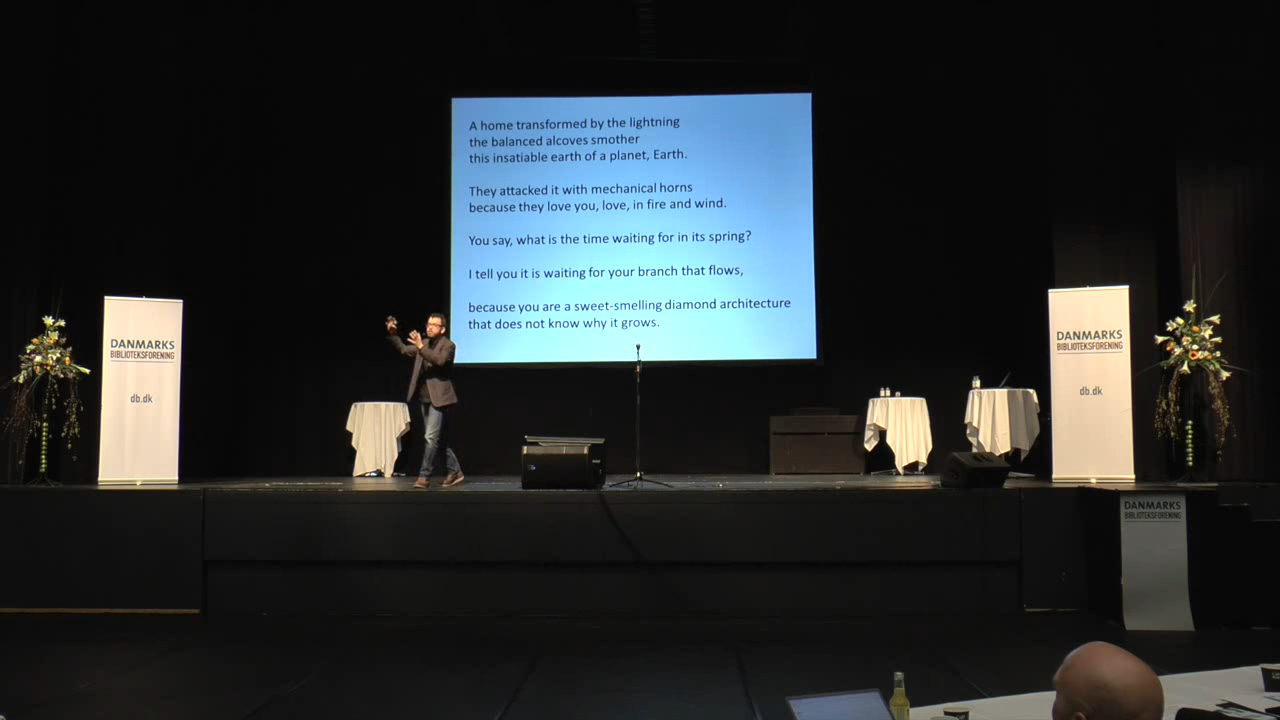 A home transformed by the lightning
the balanced alcoves smother
this insatiable earth of a planet, Earth.
They attacked it with mechanical horns
because they love you, love, in fire and wind.
You say, what is the time waiting for in its spring?
I tell you it is waiting for your branch that flows,
because you are a sweet-smelling diamond architecture
that does not know why it grows.
DANMARKS
BIBLIOTEKSFORENING
db.dk
DANMARKS
BIBLIOTEKSFORENING
db.dk
DANMARKS
BIBLIOTEKSFORENING